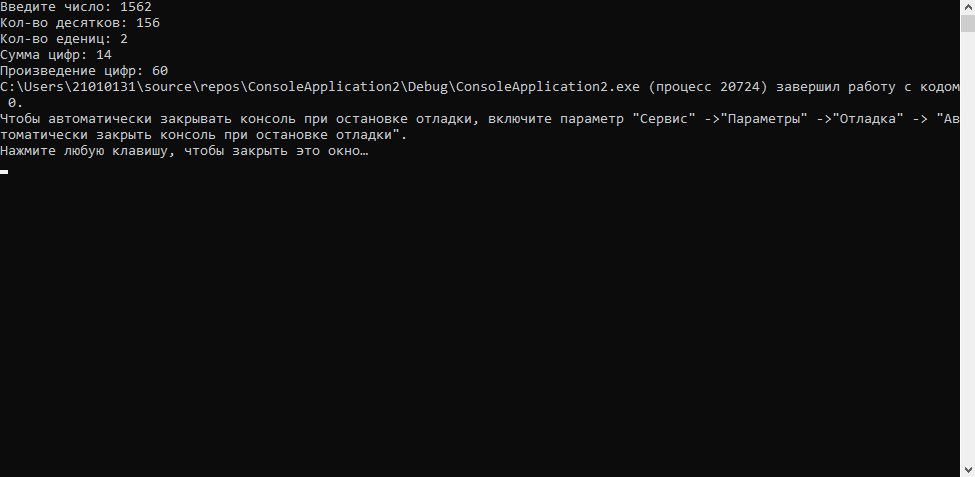 Введите число: 1562
Кол-во десятков: 156
Кол-во едениц: 2
Сумма цифр: 14
Произведение цифр: 60
C:\Users\21010131\source\repos\ConsoleApplication2\Debug\ConsoleApplication2.exe (процесс 20724) завершил работу с кодом
 0.
Чтобы автоматически закрывать консоль при остановке отладки, включите параметр "Сервис" ->"Параметры" ->"Отладка" -> "Ав
томатически закрыть консоль при остановке отладки".
Нажмите любую клавишу, чтобы закрыть это окно…